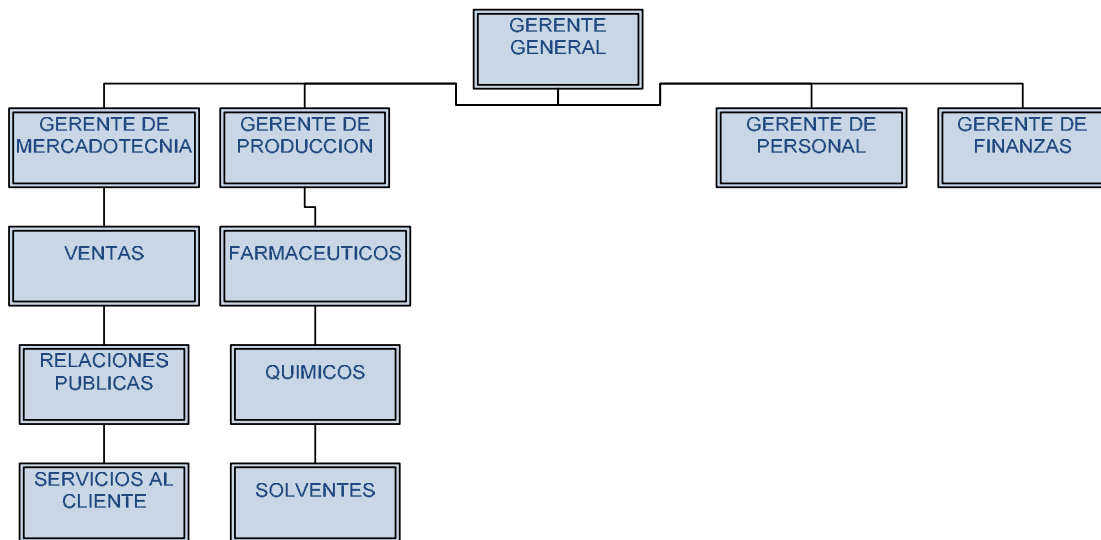 GERENTE
GENERAL
GERENTE DE
MERCADOTECNIA
GERENTE DE
PRODUCCION
GERENTE DE
PERSONAL
GERENTE DE
FINANZAS
VENTAS
FARMACEUTICOS
RELACIONES
PUBLICAS
QUIMICOS
SERVICIOS AL
CLIENTE
SOLVENTES